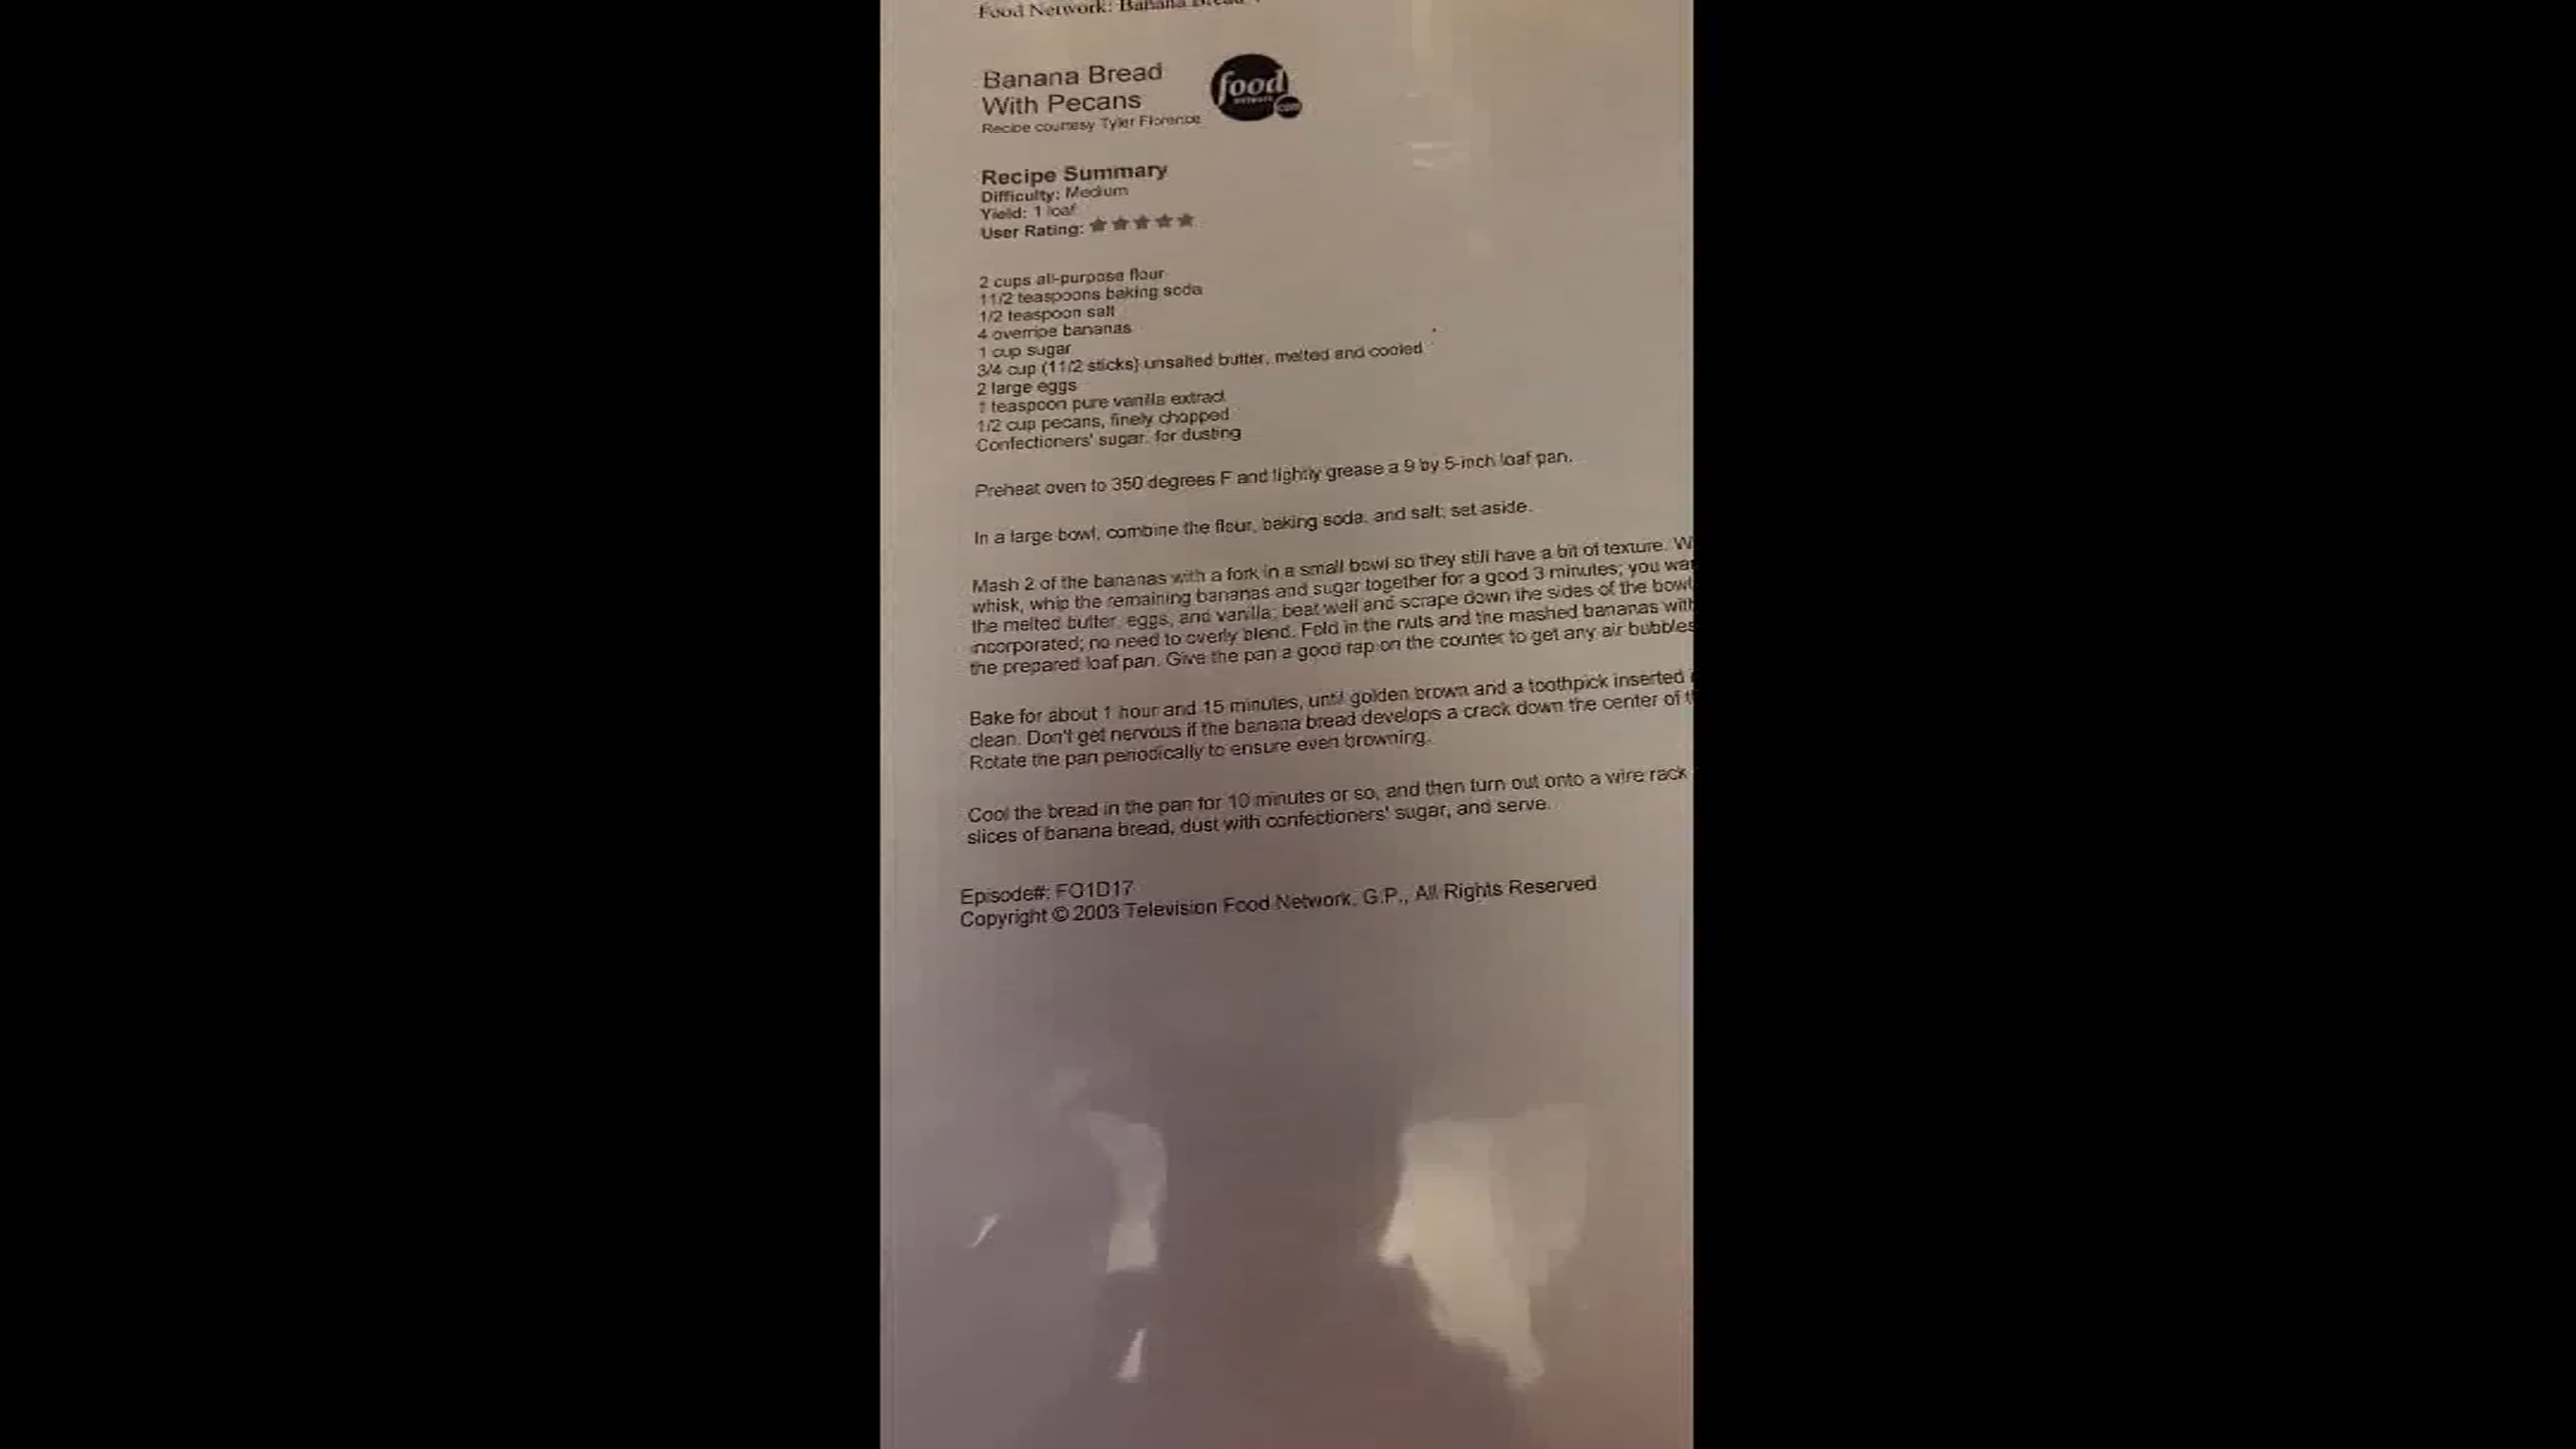 Food Network: Banana Bread
Banana Bread
With Pecans
Recipe courtesy Tyler Florence
food
network
.com
Recipe Summary
Difficulty: Medium
Yield: 1 loaf
User Rating: ★★★★★
2 cups all-purpose flour
11/2 teaspoons baking soda
1/2 teaspoon salt
4 overripe bananas
1 cup sugar
3/4 cup (11/2 sticks) unsalted butter, melted and cooled
2 large eggs
1 teaspoon pure vanilla extract
1/2 cup pecans, finely chopped
Confectioners' sugar, for dusting
Preheat oven to 350 degrees F and lightly grease a 9 by 5-inch loaf pan.
In a large bowl, combine the flour, baking soda, and salt; set aside.
Mash 2 of the bananas with a fork in a small bowl so they still have a bit of texture. W
whisk, whip the remaining bananas and sugar together for a good 3 minutes; you wa
the melted butter, eggs, and vanilla; beat well and scrape down the sides of the bowl
incorporated; no need to overly blend. Fold in the nuts and the mashed bananas with
the prepared loaf pan. Give the pan a good rap on the counter to get any air bubbles
Bake for about 1 hour and 15 minutes, until golden brown and a toothpick inserted
clean. Don't get nervous if the banana bread develops a crack down the center of
Rotate the pan periodically to ensure even browning.
Cool the bread in the pan for 10 minutes or so, and then turn out onto a wire rack
slices of banana bread, dust with confectioners' sugar, and serve.
Episode#: FO1D17
Copyright © 2003 Television Food Network, G.P., All Rights Reserved